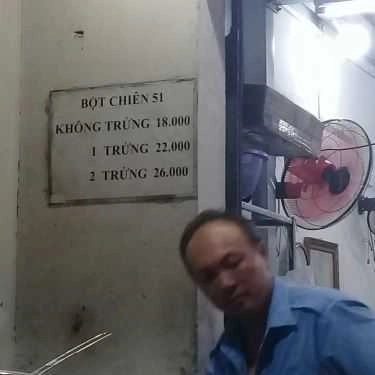 BỘT CHIÊN 51
KHÔNG TRỨNG 18.000
1 TRỨNG 22.000
2 TRỨNG 26.000